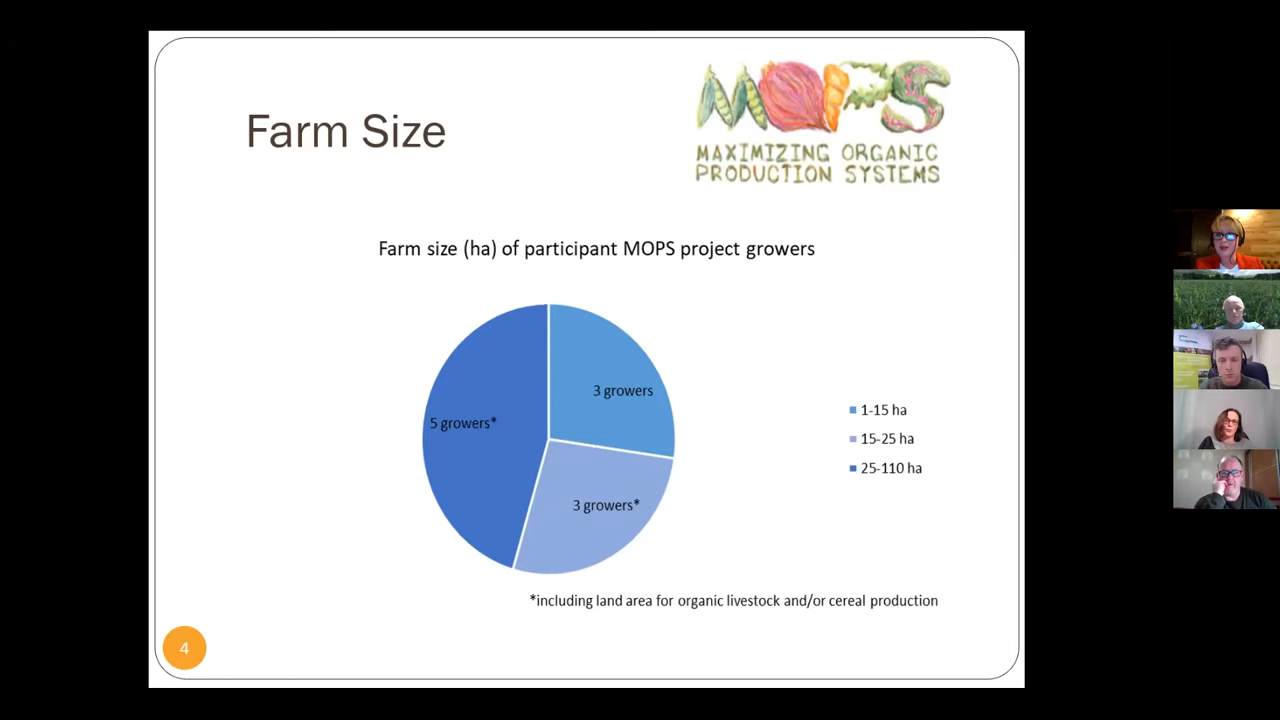 Farm Size
MOPS
MAXIMIZING ORGANIC
PRODUCTION SYSTEMS
Farm size (ha) of participant MOPS project growers
3 growers
5 growers*
3 growers*
1-15 ha
15-25 ha
25-110 ha
*including land area for organic livestock and/or cereal production
4